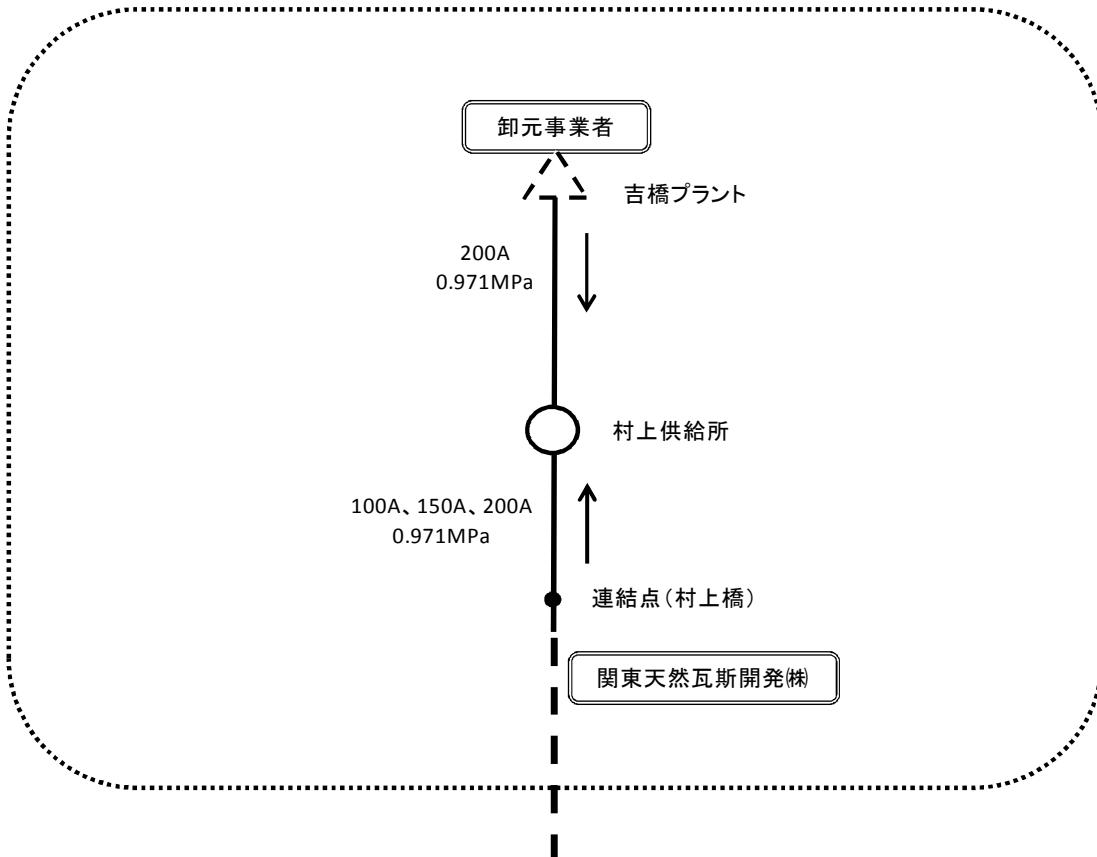 卸元事業者
吉橋プラント
200A
0.971MPa
村上供給所
100A、150A、200A
0.971MPa
連結点(村上橋)
関東天然瓦斯開発㈱